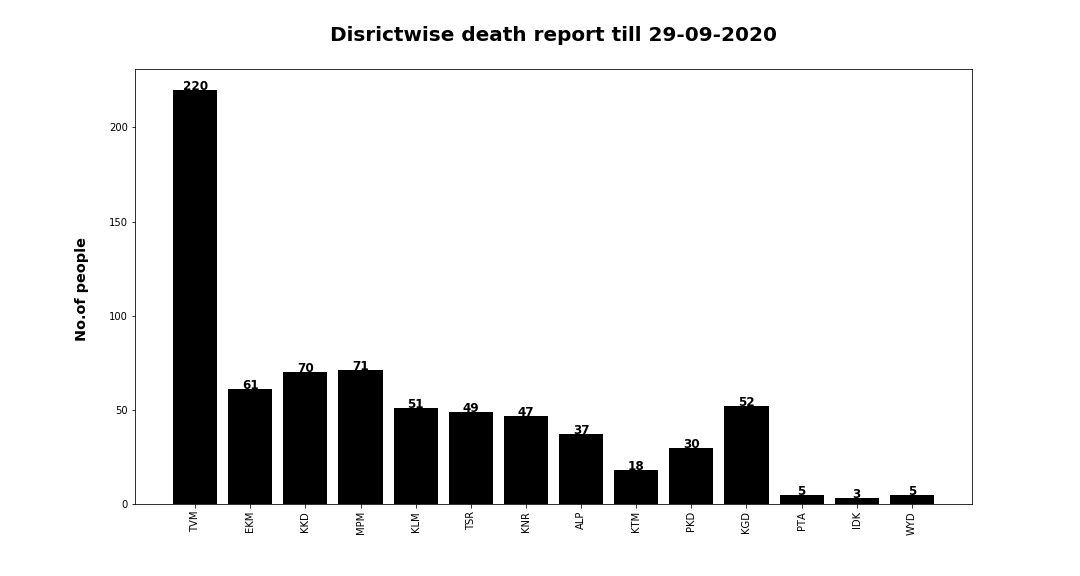 Disrictwise death report till 29-09-2020
No.of people
200
150
100
50
0
220
61
70
71
51
49
47
37
18
30
52
5
3
5
TVM
EKM
KKD
MPM
KLM
TSR
KNR
ALP
KTM
PKD
KGD
PTA
IDK
WYD